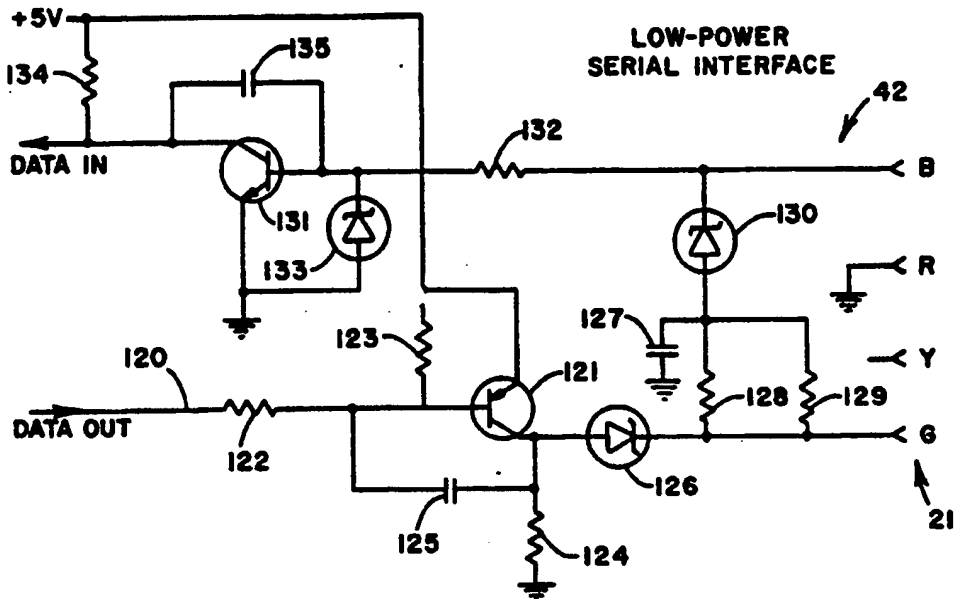 +5V
135
LOW-POWER
SERIAL INTERFACE
134
42
132
DATA IN
B
131
130
133
R
127
123
120
121
Y
128
129
DATA OUT
G
122
126
125
21
124